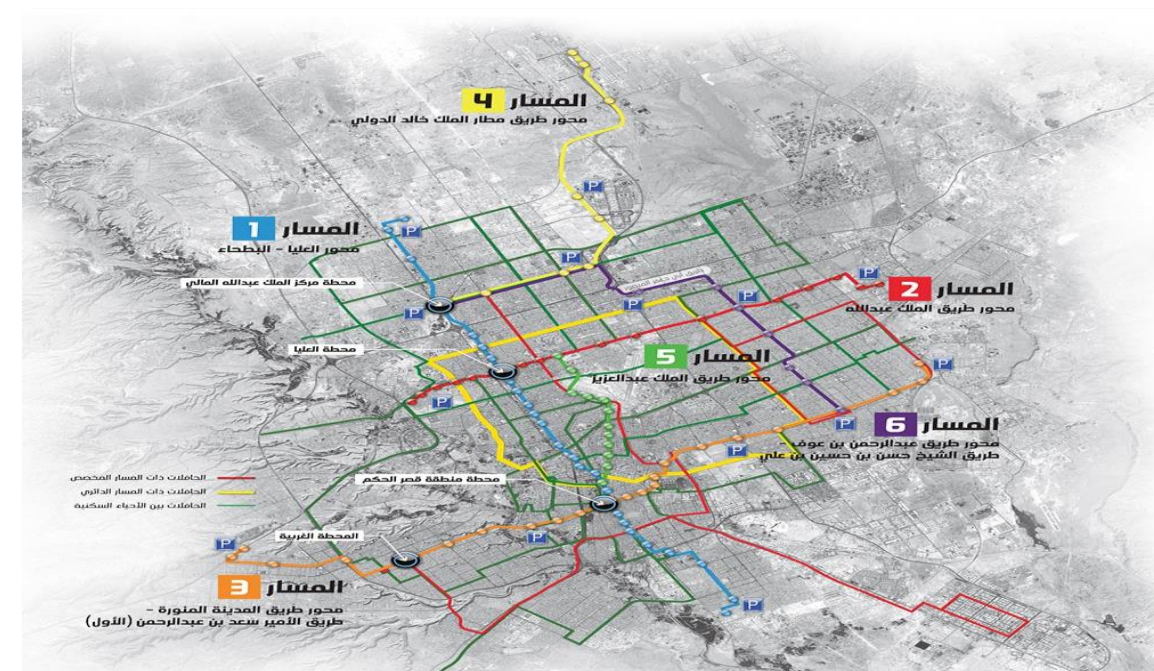 المسار 4
محور طريق مطار الملك خالد الدولي
المسار 1
محور العليا - البطحاء
محطة مركز الملك عبدالله المالي
المسار 2
محور طريق الملك عبدالله
محطة العليا
المسار 5
محور طريق الملك عبدالعزيز
المسار 6
محور طريق عبدالرحمن بن عوف -
طريق الشيخ حسن بن حسين بن علي
الحافلات ذات المسار المخصص
الحافلات ذات المسار الدائري
الحافلات بين الأحياء السكنية
محطة منطقة قصر الحكم
المحطة الغربية
المسار 3
محور طريق المدينة المنورة -
طريق الأمير سعد بن عبدالرحمن (الأول)
P
P
P
P
P
P
P
P
P
P
P
P
P
P